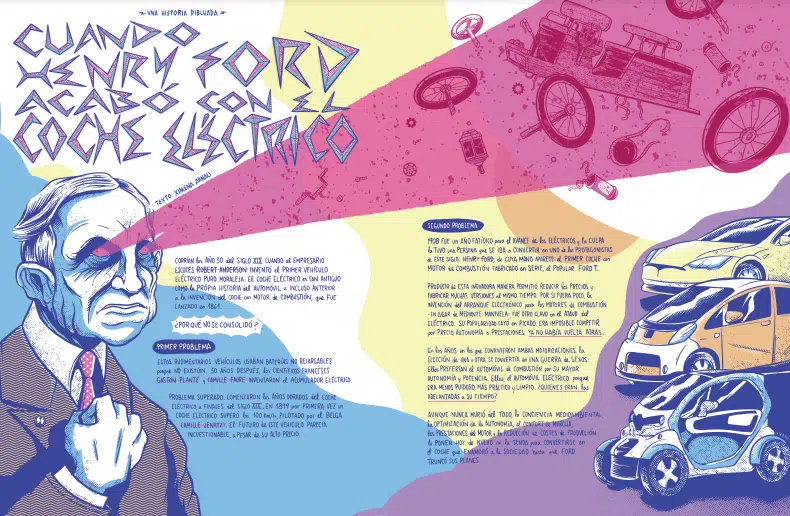 UNA HISTORIA DIBUJADA
CUANDO
HENRY FORD
ACABÓ CON EL
COCHE ELÉCTRICO
TEXTO: XIMENA ARNAU
CORRÍAN los AÑO 30 del SIGLO XIX CUANDO el EMPRESARIO
ESCOCÉS ROBERT ANDERSON INVENTÓ el PRIMER VEHÍCULO
ELÉCTRICO PURO. MORALEJA: EL COCHE ELÉCTRICO ES TAN ANTIGUO
COMO la PROPIA HISTORIA del AUTOMÓVIL e INCLUSO ANTERIOR
a la INVENCIÓN del COCHE con MOTOR de COMBUSTIÓN, que FUE
LANZADO en
¿POR QUÉ NO SE CONSOLIDÓ?
PRIMER PROBLEMA
ESTOS RUDIMENTARIOS VEHÍCULOS USABAN BATERÍAS NO RECARGABLES
porque NO EXISTÍAN. 30 AÑOS DESPUÉS, los CIENTÍFICOS FRANCESES
GASTON PLANTÉ y CAMILLE FAURE INVENTARON el ACUMULADOR ELÉCTRICO.
PROBLEMA SUPERADO. COMENZARON los AÑOS DORADOS del COCHE
ELÉCTRICO a FINALES del SIGLO XIX. EN 1899 por PRIMERA VEZ un
COCHE ELÉCTRICO SUPERÓ los 100 km/h, PILOTADO por el BELGA
CAMILLE JENATZY. El FUTURO de ESTE VEHÍCULO PARECÍA
INCUESTIONABLE, a PESAR de SU ALTO PRECIO.
SEGUNDO PROBLEMA
1908 FUE un AÑO FATÍDICO para el AVANCE de los ELÉCTRICOS y la CULPA
la TUVO una PERSONA que SE IBA a CONVERTIR en UNO de los PROTAGONISTAS
de ESTE SIGLO: HENRY FORD, de CUYA MANO APARECE el PRIMER COCHE con
MOTOR de COMBUSTIÓN FABRICADO en SERIE, el POPULAR FORD T.
PRODUCIR de ESTA INNOVADORA MANERA PERMITIÓ REDUCIR los PRECIOS y
FABRICAR MUCHAS VERSIONES al MISMO TIEMPO. POR SI FUERA POCO, la
INVENCIÓN del ARRANQUE ELÉCTRICO para los MOTORES de COMBUSTIÓN
-EN LUGAR de MEDIANTE MANIVELA- FUE OTRO CLAVO en el ATAÚD del
ELÉCTRICO. SU POPULARIDAD CAYÓ en PICADO. ERA IMPOSIBLE COMPETIR
por PRECIO, AUTONOMÍA o PRESTACIONES. YA NO HABÍA VUELTA ATRÁS.
En los AÑOS en los que CONVIVIERON AMBAS MOTORIZACIONES, la
ELECCIÓN de UNA u OTRA SE CONVERTÍA en UNA GUERRA de SEXOS.
Ellos PREFERÍAN el AUTOMÓVIL de COMBUSTIÓN por SU MAYOR
AUTONOMÍA y POTENCIA. Ellas, el AUTOMÓVIL ELÉCTRICO porque
ERA MENOS RUIDOSO, MÁS PRÁCTICO y LIMPIO. ¿QUIÉNES ERAN las
ADELANTADAS a SU TIEMPO?
AUNQUE NUNCA MURIÓ del TODO, la CONCIENCIA MEDIOAMBIENTAL,
la OPTIMIZACIÓN de la AUTONOMÍA, el CONFORT de MARCHA,
las PRESTACIONES del MOTOR y la REDUCCIÓN de COSTES de PRODUCCIÓN
la PONEN HOY de NUEVO en la SENDA para CONVERTIRSE en
el COCHE que ENAMORÓ a la SOCIEDAD hasta que FORD
TRUNCÓ SUS PLANES.